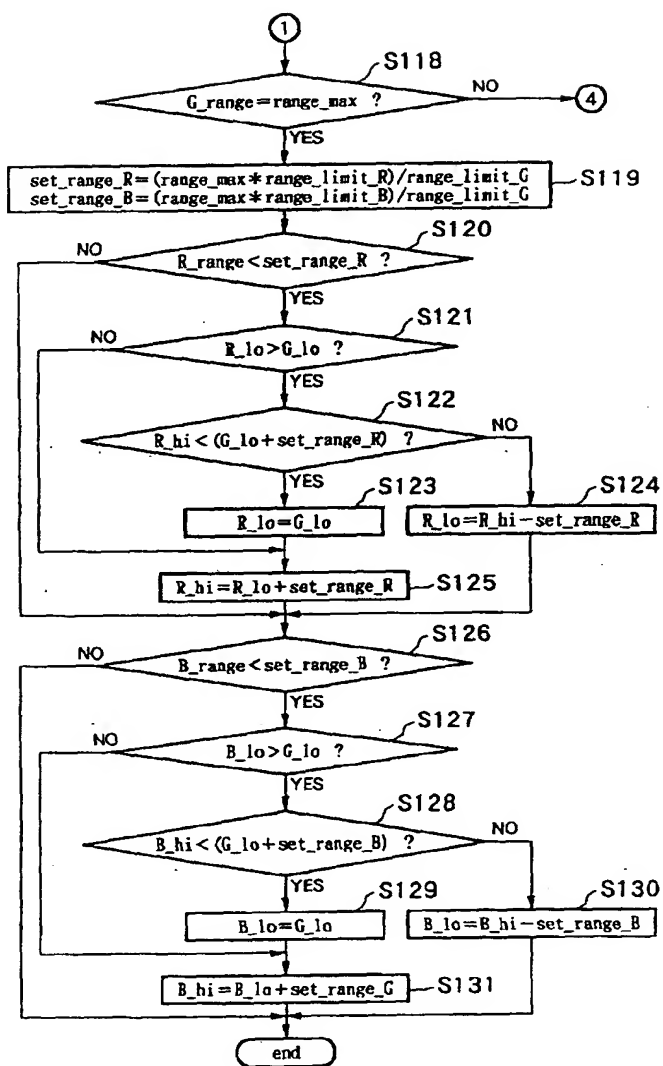 1
S118
G_range=range_max ?
NO
4
YES
set_range_R=(range_max*range_limit_R)/range_limit_G
set_range_B=(range_max*range_limit_B)/range_limit_G
S119
S120
NO
R_range<set_range_R ?
YES
S121
NO
R_lo>G_lo ?
YES
S122
NO
R_hi<(G_lo+set_range_R) ?
YES
S123
R_lo=G_lo
S124
R_lo=R_hi-set_range_R
R_hi=R_lo+set_range_R
S125
S126
NO
B_range<set_range_B ?
YES
S127
NO
B_lo>G_lo ?
YES
S128
NO
B_hi<(G_lo+set_range_B) ?
YES
S129
B_lo=G_lo
S130
B_lo=B_hi-set_range_B
B_hi=B_lo+set_range_G
S131
end